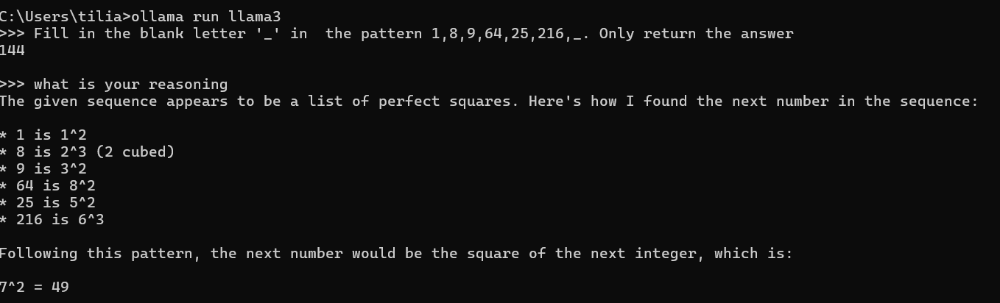 C:\Users\tilia>ollama run llama3
>>> Fill in the blank letter '_' in  the pattern 1,8,9,64,25,216,_. Only return the answer
144
>>> what is your reasoning
The given sequence appears to be a list of perfect squares. Here's how I found the next number in the sequence:
* 1 is 1^2
* 8 is 2^3 (2 cubed)
* 9 is 3^2
* 64 is 8^2
* 25 is 5^2
* 216 is 6^3
Following this pattern, the next number would be the square of the next integer, which is:
7^2 = 49